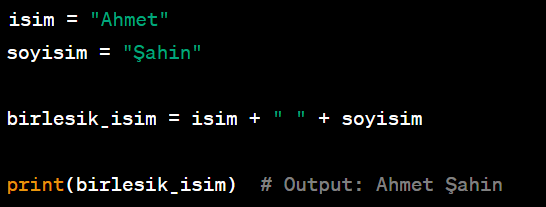 isim = "Ahmet"
soyisim = "Şahin"
birlesik_isim = isim + " " + soyisim
print(birlesik_isim)  # Output: Ahmet Şahin